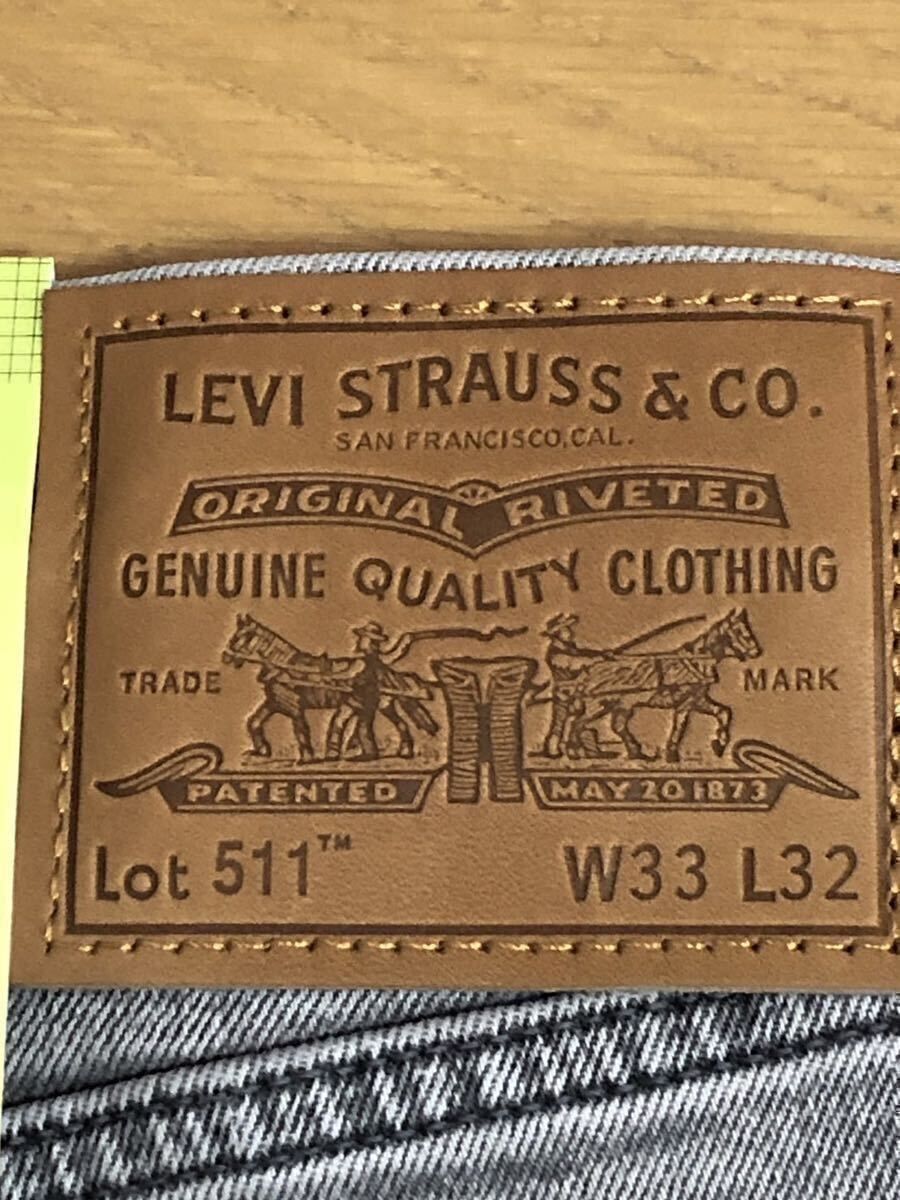 LEVI STRAUSS & CO.
SAN FRANCISCO, CAL.
ORIGINAL RIVETED
GENUINE QUALITY CLOTHING
TRADE MARK
PATENTED MAY 20 1873
Lot 511™ W33 L32